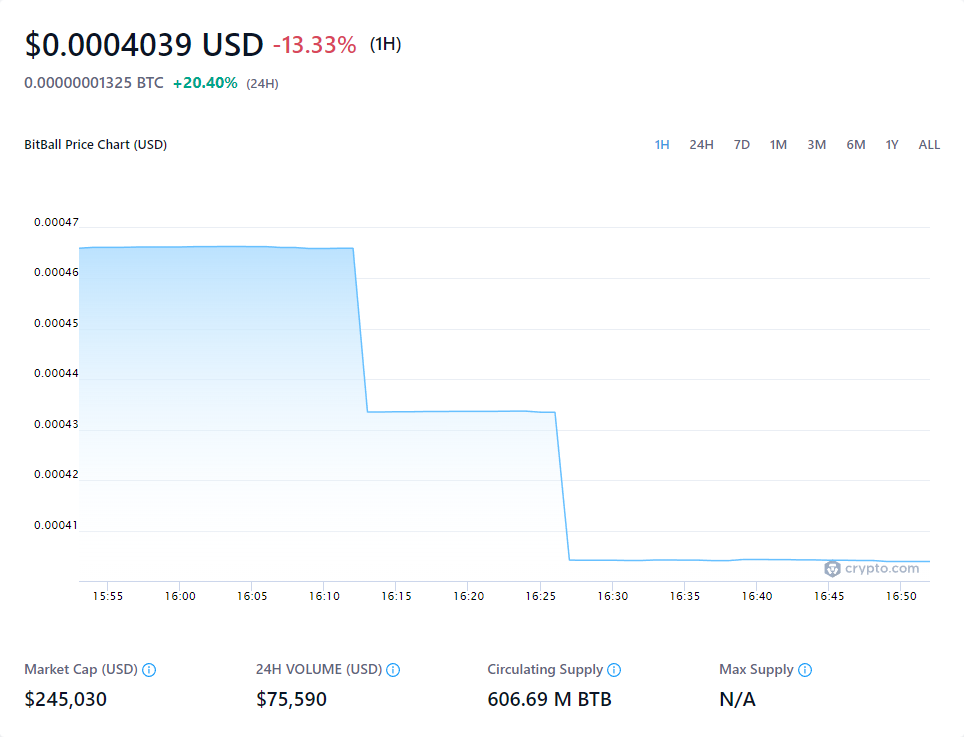 $0.0004039 USD -13.33% (1H)
0.00000001325 BTC +20.40% (24H)
BitBall Price Chart (USD) 1H 24H 7D 1M 3M 6M 1Y ALL
0.00047
0.00046
0.00045
0.00044
0.00043
0.00042
0.00041
crypto.com
15:55 16:00 16:05 16:10 16:15 16:20 16:25 16:30 16:35 16:40 16:45 16:50
Market Cap (USD) 24H VOLUME (USD) Circulating Supply Max Supply
$245,030 $75,590 606.69 M BTB N/A